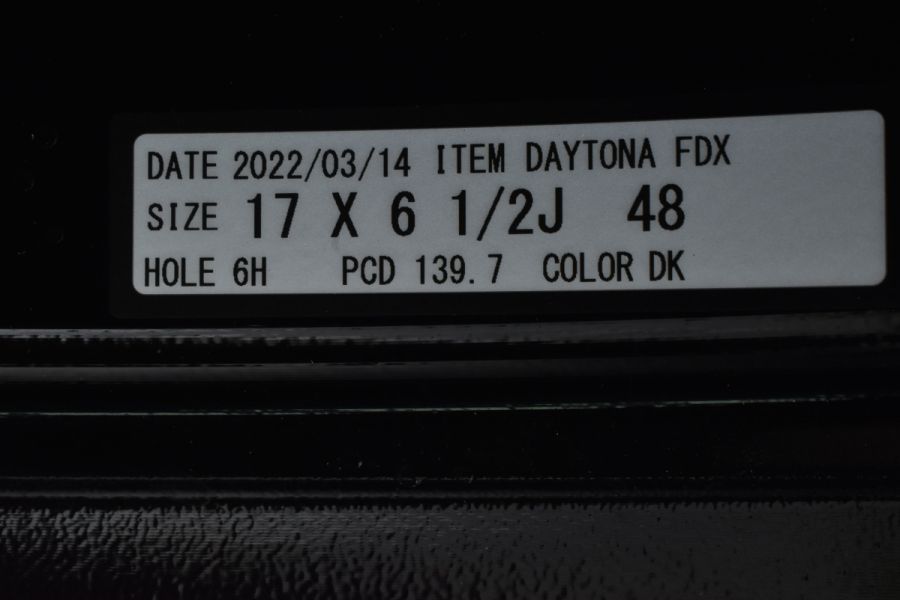 DATE 2022/03/14 ITEM DAYTONA FDX
SIZE 17 X 6 1/2J 48
HOLE 6H PCD 139.7 COLOR DK